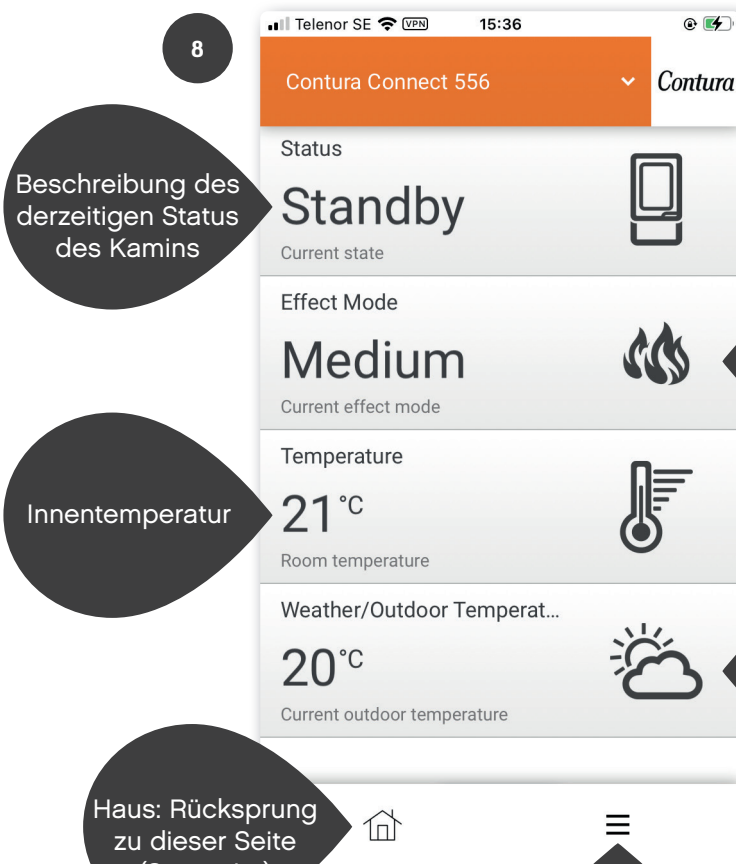 8
Telenor SE VPN 15:36
Contura Connect 556
Contura
Beschreibung des
derzeitigen Status
des Kamins
Status
Standby
Current state
Effect Mode
Medium
Current effect mode
Innentemperatur
Temperature
21°C
Room temperature
Weather/Outdoor Temperat...
20°C
Current outdoor temperature
Haus: Rücksprung
zu dieser Seite